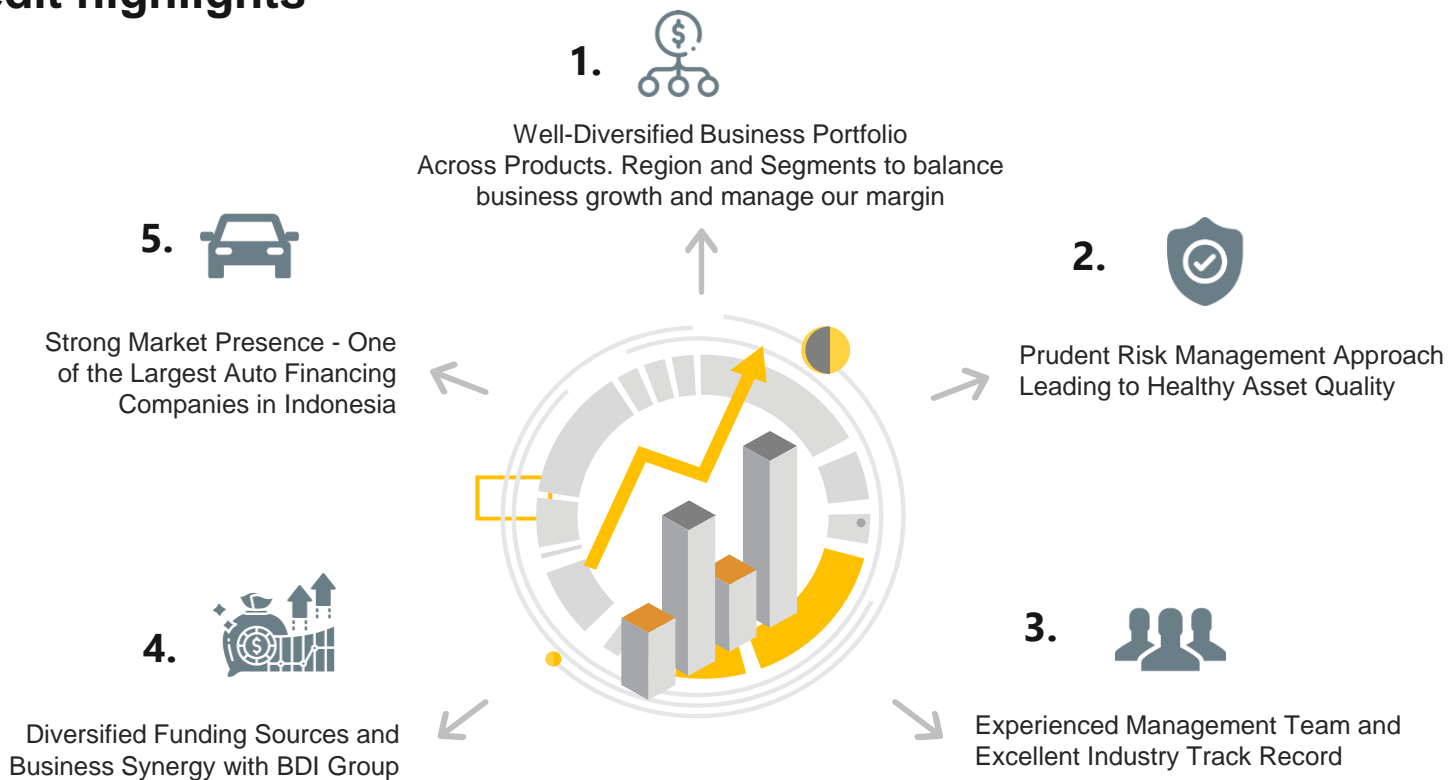 1.
Well-Diversified Business Portfolio
Across Products. Region and Segments to balance
business growth and manage our margin
2.
Prudent Risk Management Approach
Leading to Healthy Asset Quality
3.
Experienced Management Team and
Excellent Industry Track Record
4.
Diversified Funding Sources and
Business Synergy with BDI Group
5.
Strong Market Presence - One
of the Largest Auto Financing
Companies in Indonesia